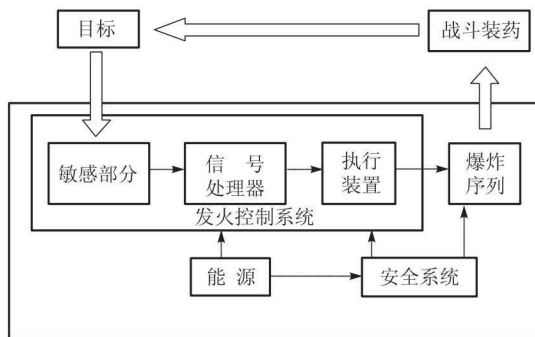 目标
战斗装药
敏感部分
信 号
处理器
执行
装置
爆炸
序列
发火控制系统
能 源
安全系统